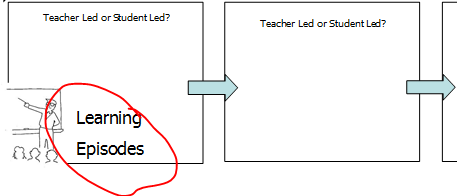 Teacher Led or Student Led?
Learning
Episodes
Teacher Led or Student Led?